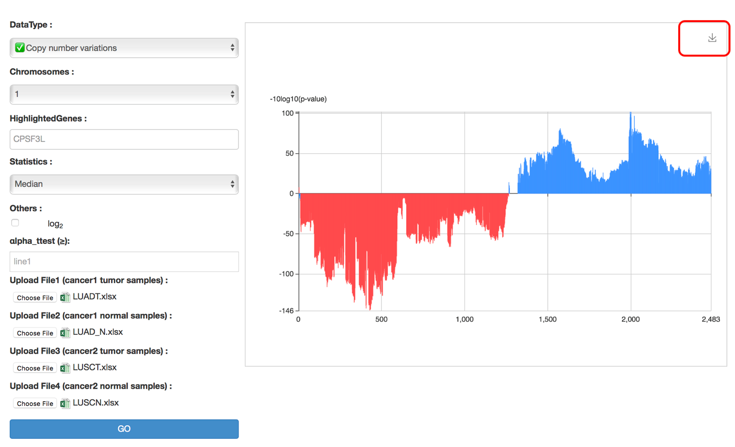 DataType :
✅Copy number variations
Chromosomes :
1
HighlightedGenes :
CPSF3L
Statistics :
Median
Others :
log2
αlpha_ttest (≥):
line1
Upload File1 (cancer1 tumor samples) :
Choose File LUADT.xlsx
Upload File2 (cancer1 normal samples) :
Choose File LUAD_N.xlsx
Upload File3 (cancer2 tumor samples) :
Choose File LUSCT.xlsx
Upload File4 (cancer2 normal samples) :
Choose File LUSCN.xlsx
GO
-10log10(p-value)
100
50
0
-50
-100
-146
0 500 1,000 1,500 2,000 2,483